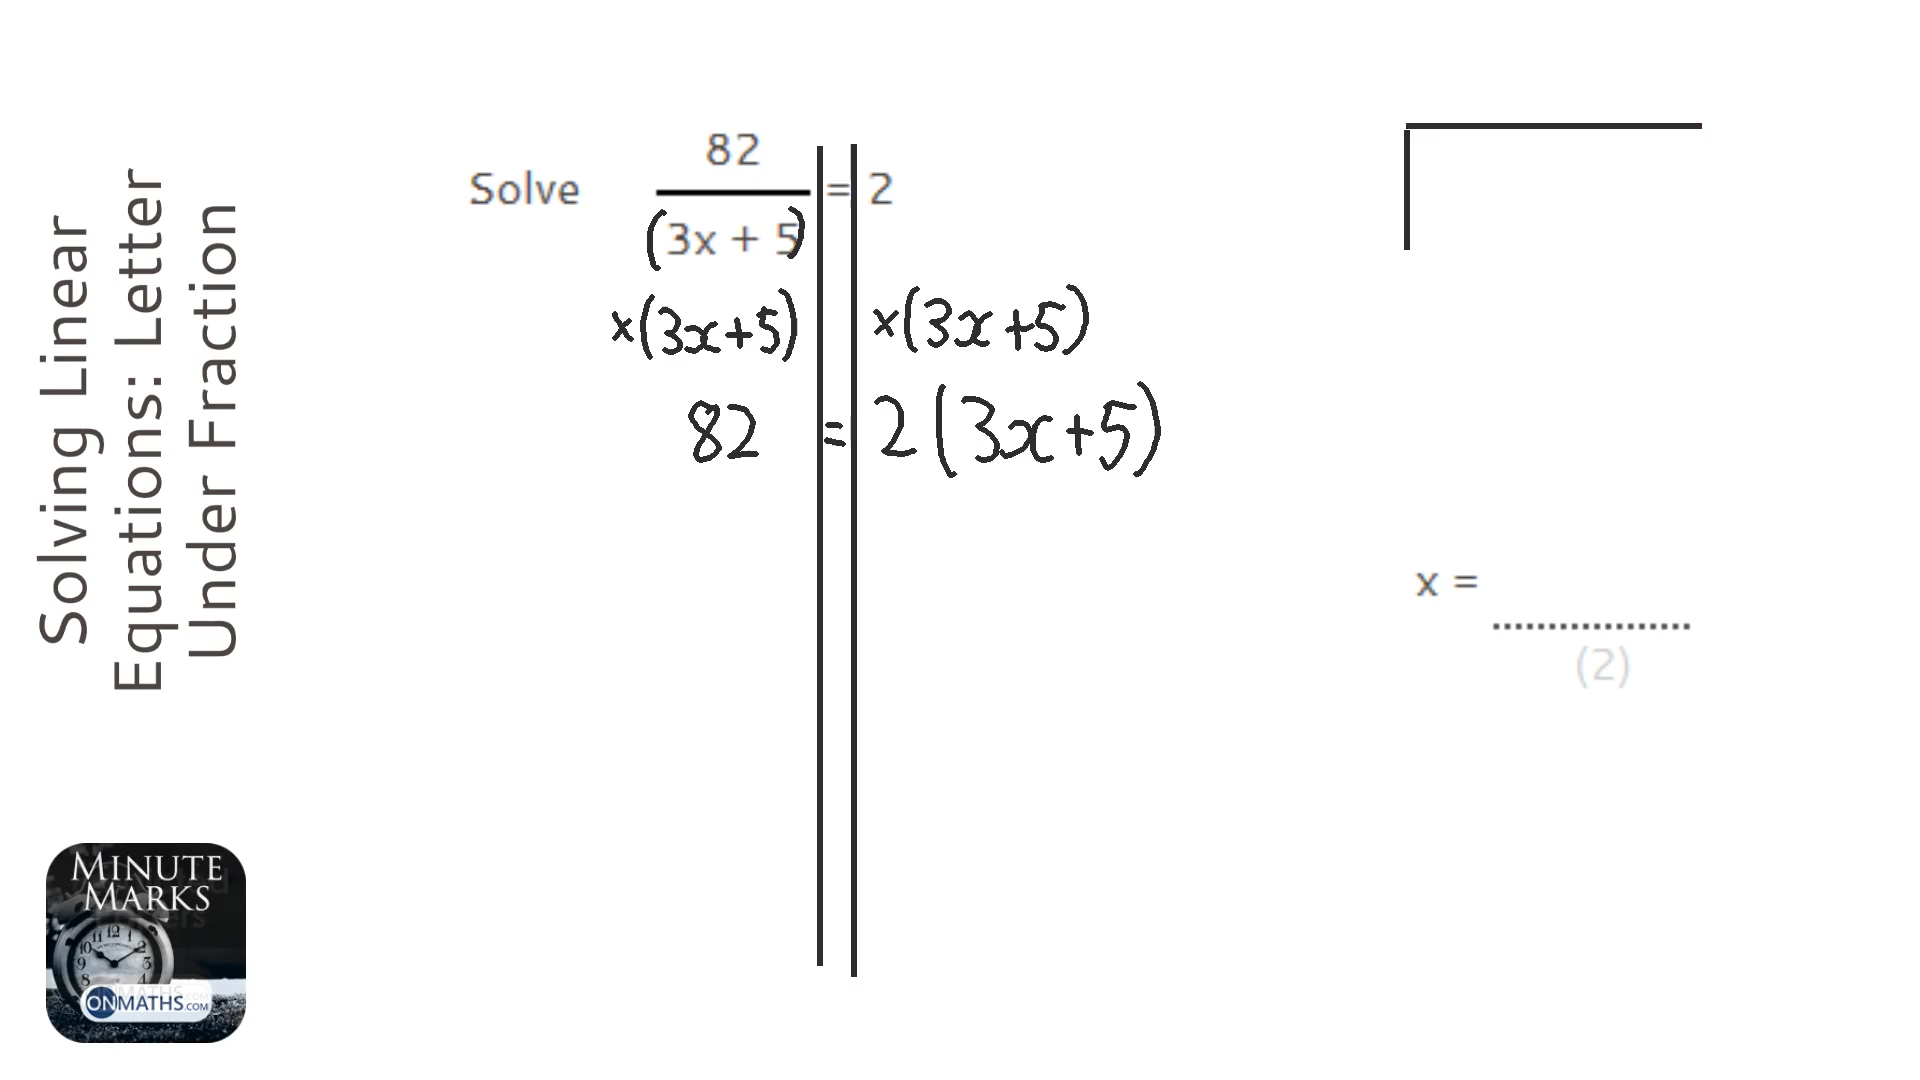 Solving Linear
Equations: Letter
Under Fraction
Solve 82 / (3x + 5) = 2
×(3x+5) ×(3x+5)
82 = 2(3x+5)
x = ..................
(2)
MINUTE
MARKS
ONMATHS.COM